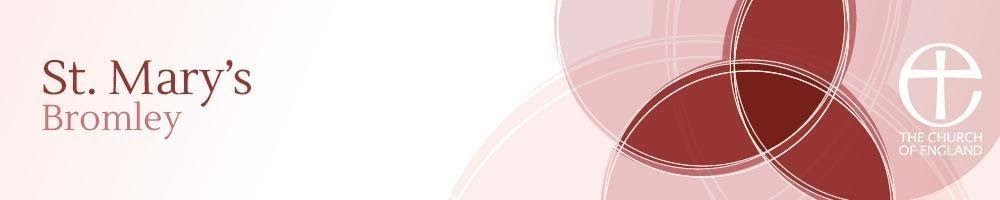 St. Mary’s
Bromley
THE CHURCH
OF ENGLAND